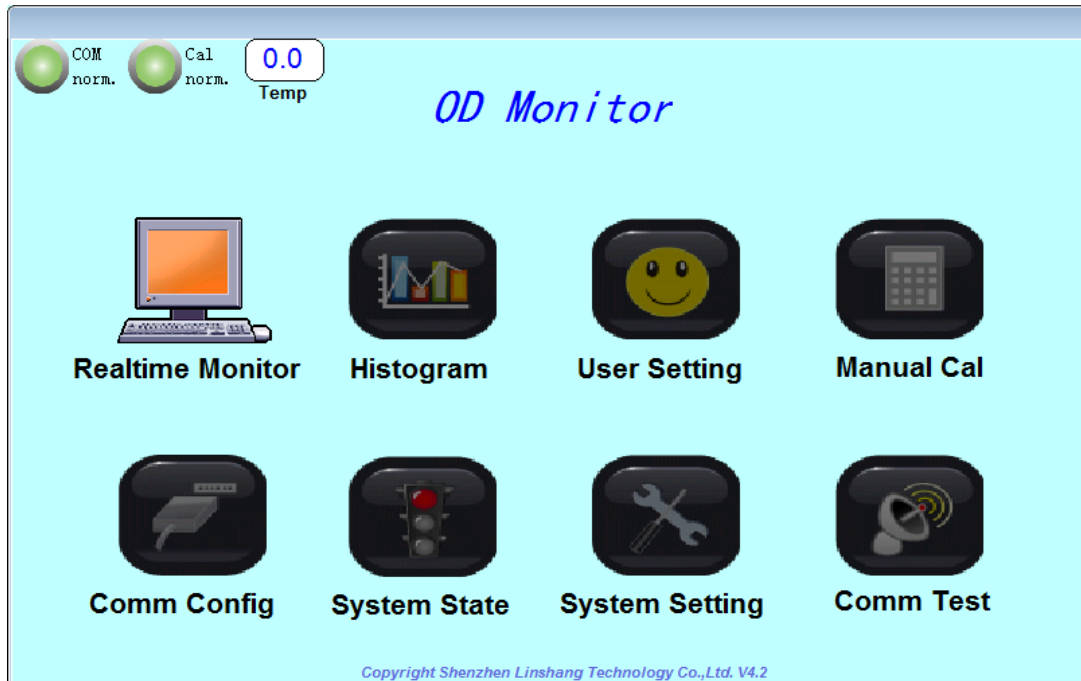 COM
norm.
Cal
norm.
0.0
Temp
OD Monitor
Realtime Monitor
Histogram
User Setting
Manual Cal
Comm Config
System State
System Setting
Comm Test
Copyright Shenzhen Linshang Technology Co.,Ltd. V4.2